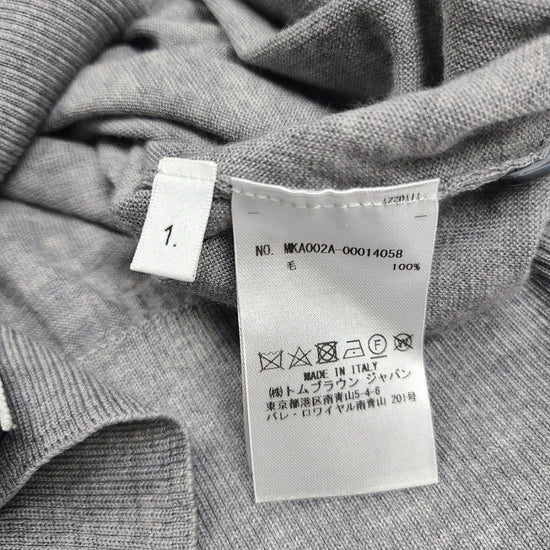 1.
NO. MKA002A-00014058
毛 100%
MADE IN ITALY
(株)トムブラウン ジャパン
東京都港区南青山5-4-6
パレ・ロワイヤル南青山 201号